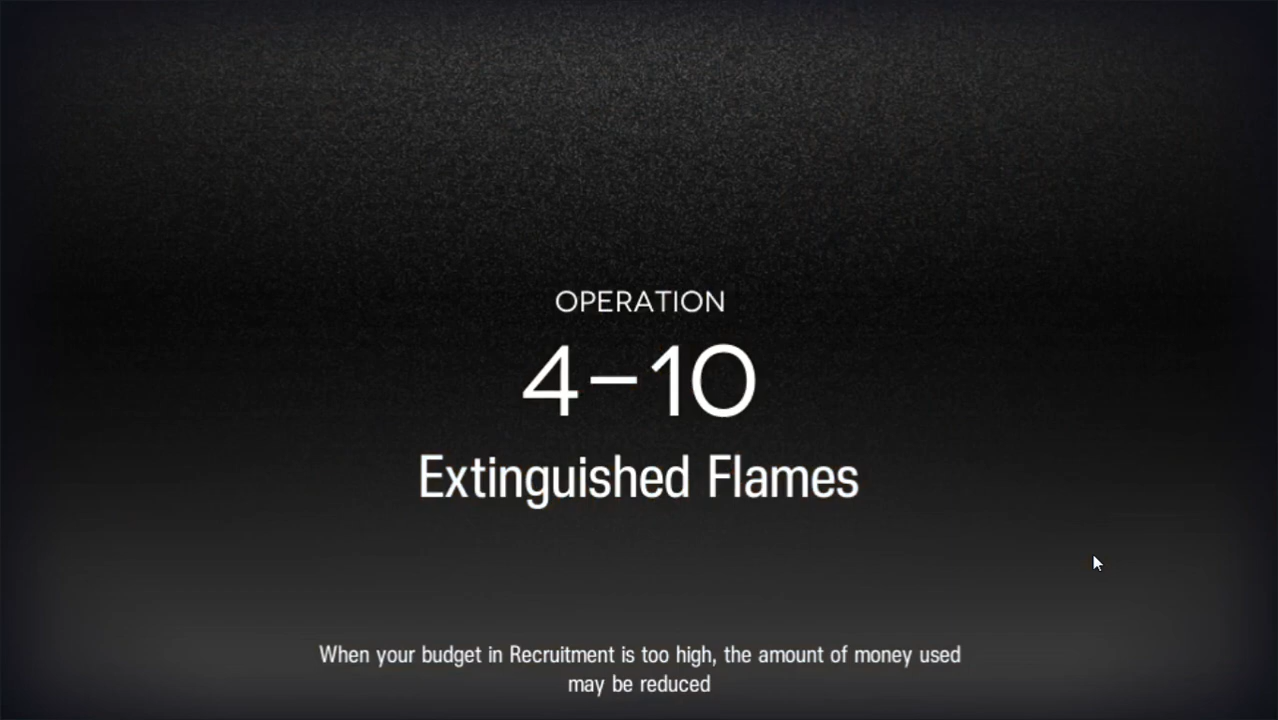 OPERATION
4-10
Extinguished Flames
When your budget in Recruitment is too high, the amount of money used
may be reduced